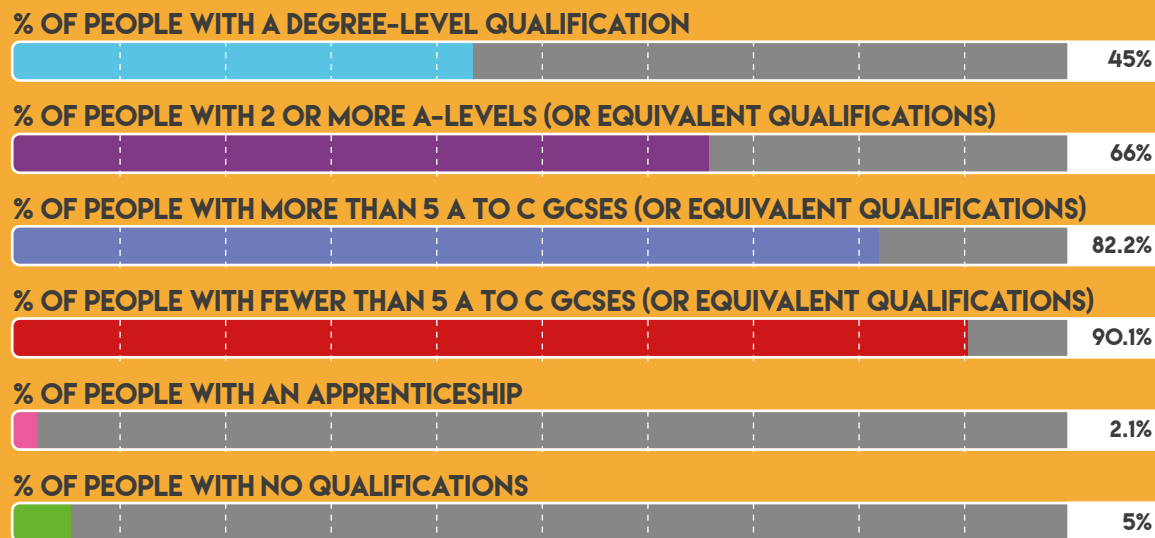 % OF PEOPLE WITH A DEGREE-LEVEL QUALIFICATION
45%
% OF PEOPLE WITH 2 OR MORE A-LEVELS (OR EQUIVALENT QUALIFICATIONS)
66%
% OF PEOPLE WITH MORE THAN 5 A TO C GCSES (OR EQUIVALENT QUALIFICATIONS)
82.2%
% OF PEOPLE WITH FEWER THAN 5 A TO C GCSES (OR EQUIVALENT QUALIFICATIONS)
90.1%
% OF PEOPLE WITH AN APPRENTICESHIP
2.1%
% OF PEOPLE WITH NO QUALIFICATIONS
5%